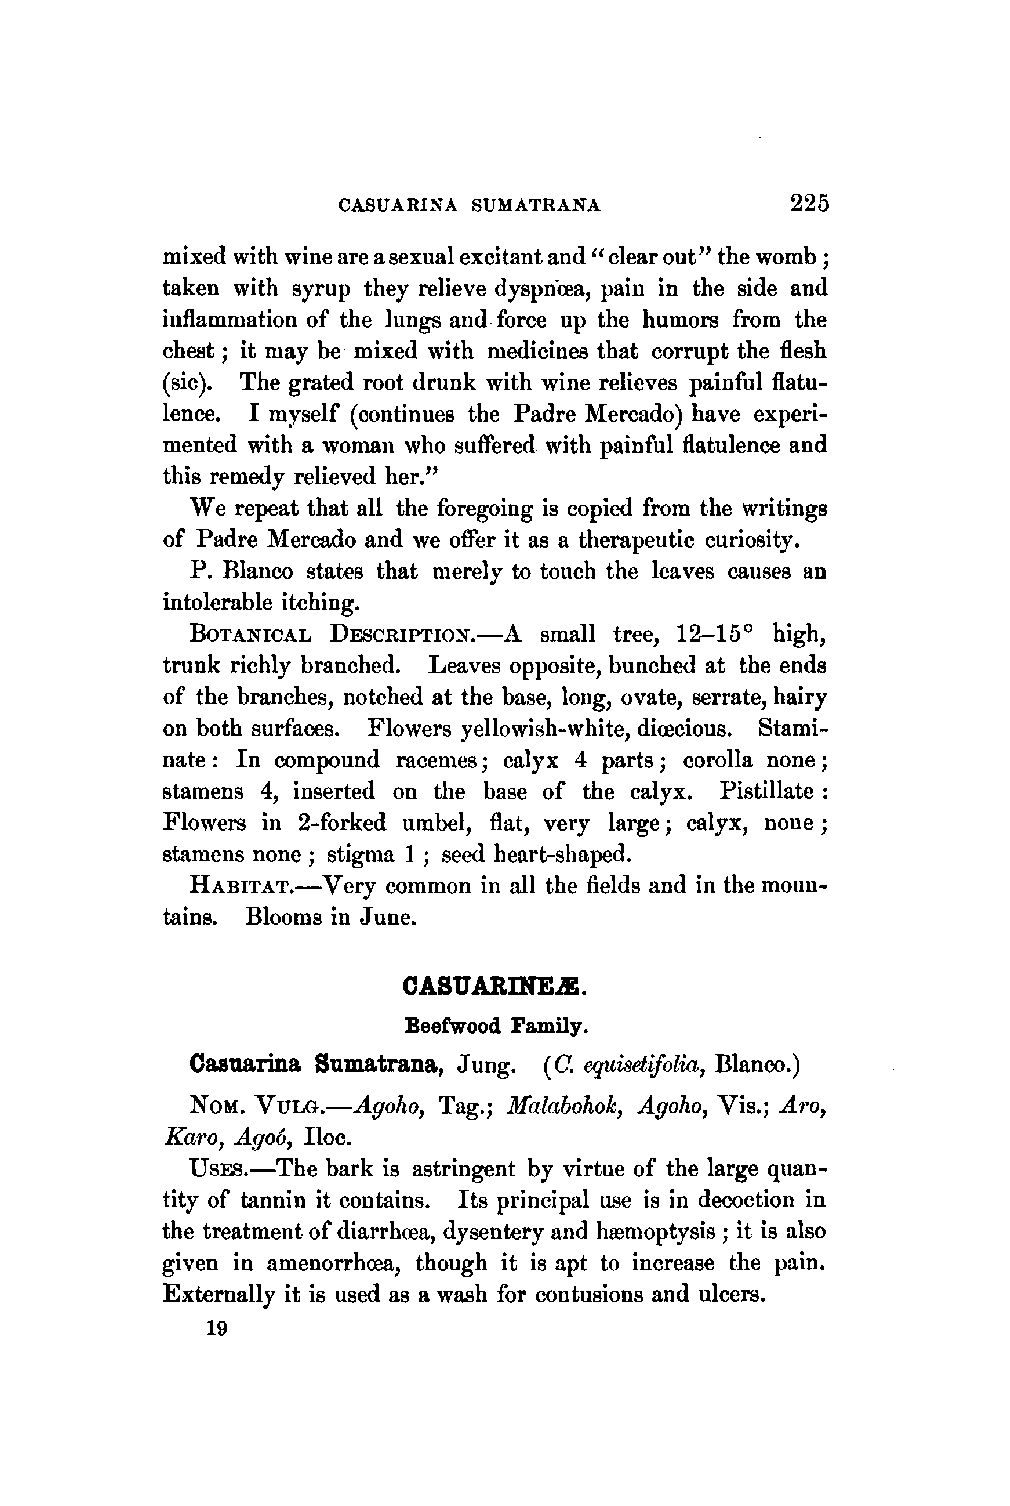 CASUARINA SUMATRANA 225
mixed with wine are a sexual excitant and “clear out” the womb ;
taken with syrup they relieve dyspnœa, pain in the side and
inflammation of the lungs and force up the humors from the
chest ; it may be mixed with medicines that corrupt the flesh
(sic). The grated root drunk with wine relieves painful flatu-
lence. I myself (continues the Padre Mercado) have experi-
mented with a woman who suffered with painful flatulence and
this remedy relieved her.”
We repeat that all the foregoing is copied from the writings
of Padre Mercado and we offer it as a therapeutic curiosity.
P. Blanco states that merely to touch the leaves causes an
intolerable itching.
BOTANICAL DESCRIPTION.—A small tree, 12–15° high,
trunk richly branched. Leaves opposite, bunched at the ends
of the branches, notched at the base, long, ovate, serrate, hairy
on both surfaces. Flowers yellowish-white, diœcious. Stami-
nate : In compound racemes; calyx 4 parts; corolla none ;
stamens 4, inserted on the base of the calyx. Pistillate :
Flowers in 2-forked umbel, flat, very large ; calyx, none ;
stamens none ; stigma 1 ; seed heart-shaped.
HABITAT.—Very common in all the fields and in the moun-
tains. Blooms in June.
CASUARINEÆ.
Beefwood Family.
Casuarina Sumatrana, Jung. (C. equisetifolia, Blanco.)
NOM. VULG.—Agoho, Tag.; Malabohok, Agoho, Vis.; Aro,
Karo, Agoó, Iloc.
USES.—The bark is astringent by virtue of the large quan-
tity of tannin it contains. Its principal use is in decoction in
the treatment of diarrhœa, dysentery and hæmoptysis ; it is also
given in amenorrhœa, though it is apt to increase the pain.
Externally it is used as a wash for contusions and ulcers.
19